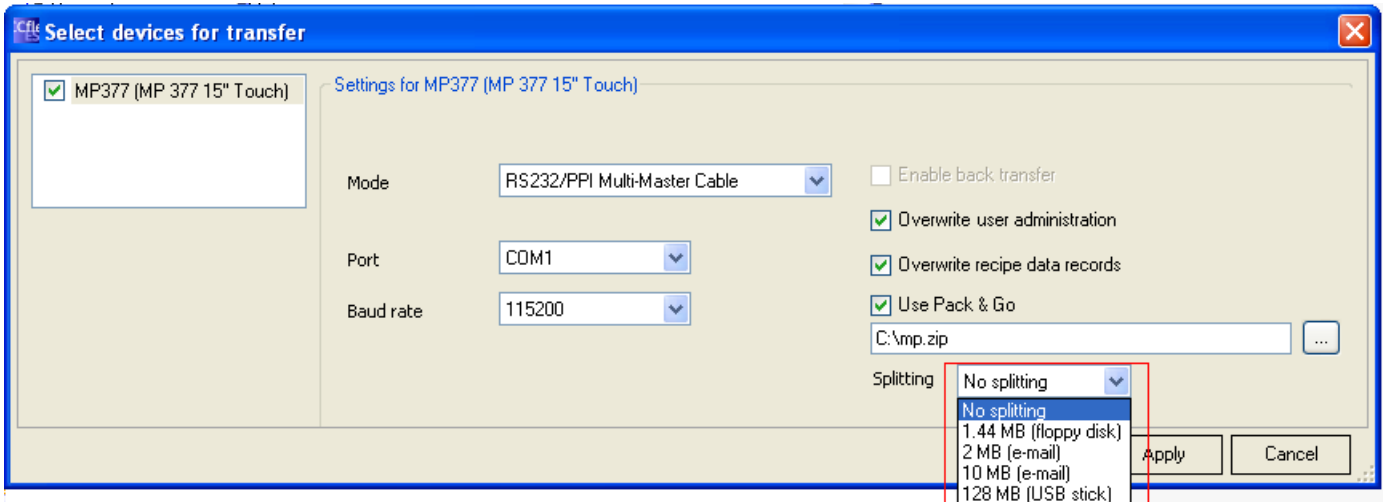 Select devices for transfer
MP377 (MP 377 15" Touch)
Settings for MP377 (MP 377 15" Touch)
Mode
RS232/PPI Multi-Master Cable
Enable back transfer
Overwrite user administration
Port
COM1
Overwrite recipe data records
Baud rate
115200
Use Pack & Go
C:\mp.zip
...
Splitting
No splitting
No splitting
1.44 MB (floppy disk)
2 MB (e-mail)
10 MB (e-mail)
128 MB (USB stick)
Apply
Cancel